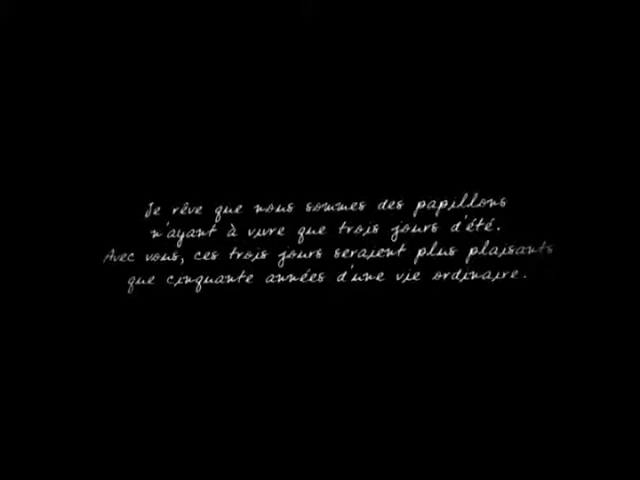 Je rêve que nous sommes des papillons
n'ayant à vivre que trois jours d'été.
Avec vous, ces trois jours seraient plus plaisants
que cinquante années d'une vie ordinaire.